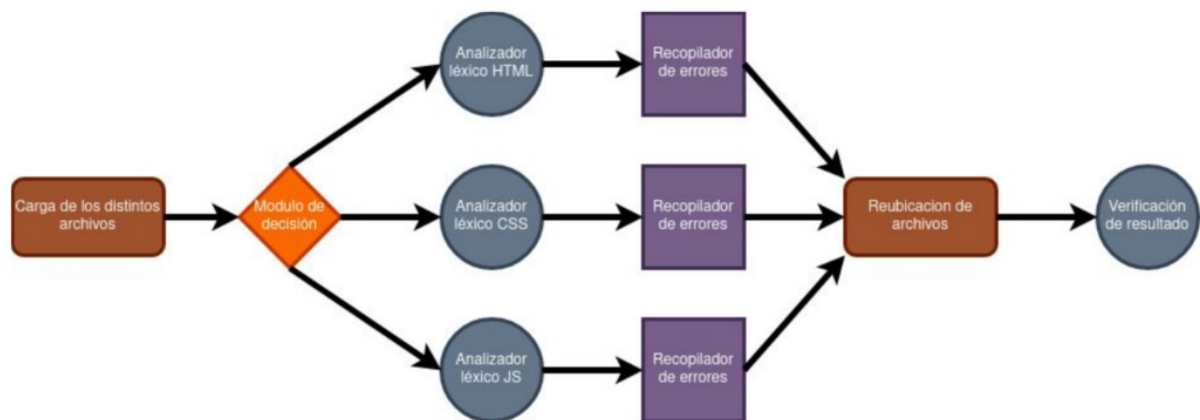 Analizador
léxico HTML
Recopilador
de errores
Carga de los distintos
archivos
Modulo de
decisión
Analizador
léxico CSS
Recopilador
de errores
Reubicacion de
archivos
Verificación
de resultado
Analizador
léxico JS
Recopilador
de errores